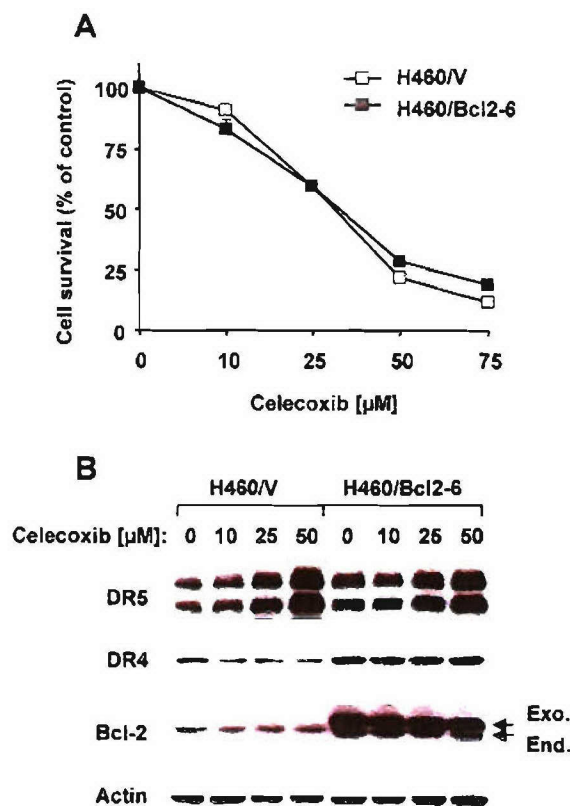 A
H460/V
H460/Bcl2-6
Cell survival (% of control)
100
75
50
25
0
0 10 25 50 75
Celecoxib [µM]
B
H460/V H460/Bcl2-6
Celecoxib [µM]: 0 10 25 50 0 10 25 50
DR5
DR4
Bcl-2
Exo.
End.
Actin